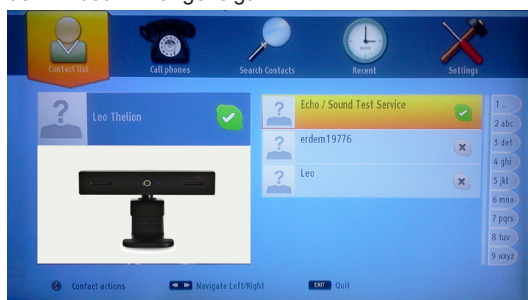 Contact list
Call phones
Search Contacts
Recent
Settings
Leo Thelion
Echo / Sound Test Service
erdem19776
Leo
1 _
2 abc
3 def
4 ghi
5 jkl
6 mno
7 pqrs
8 tuv
9 wxyz
OK Contact actions
Navigate Left/Right
EXIT Quit